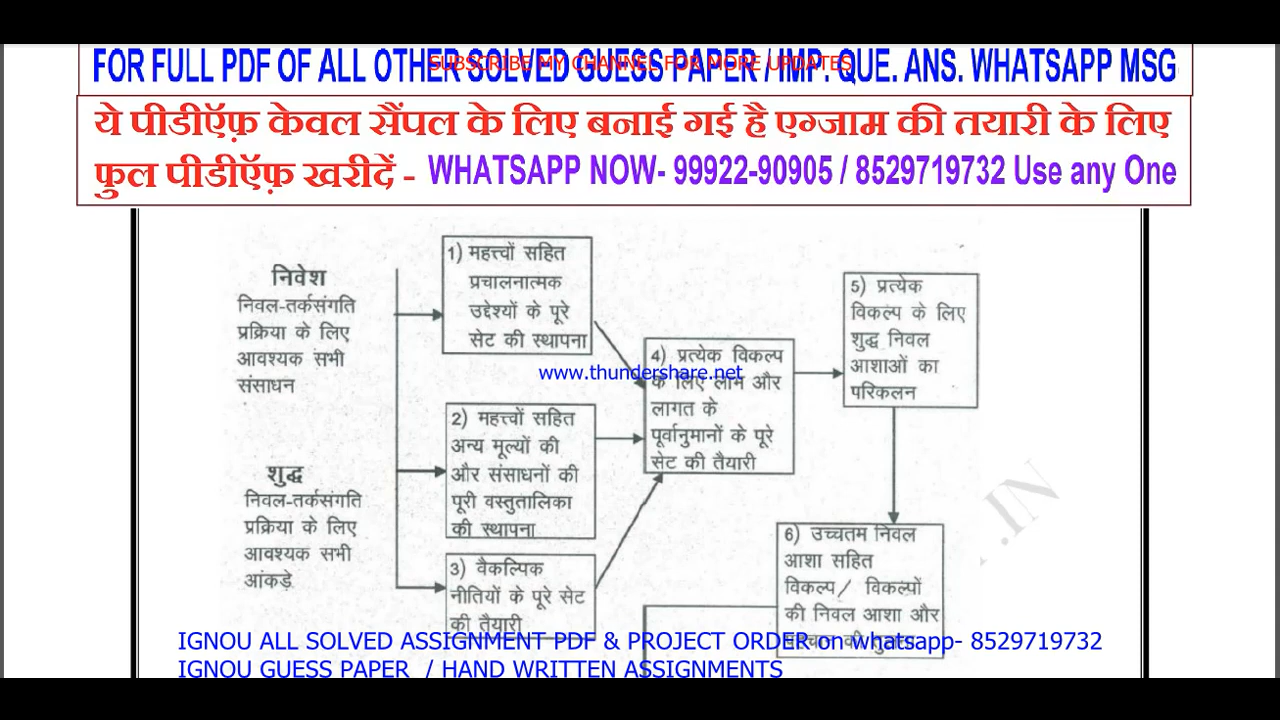 FOR FULL PDF OF ALL OTHER SOLVED GUESS PAPER / IMP. QUE. ANS. WHATSAPP MSG
SUBSCRIBE MY CHANNEL FOR MORE UPDATES
ये पीडीऍफ़ केवल सैंपल के लिए बनाई गई है एग्जाम की तयारी के लिए
फुल पीडीऍफ़ खरीदें - WHATSAPP NOW- 99922-90905 / 8529719732 Use any One
निवेश
निवल-तर्कसंगति
प्रक्रिया के लिए
आवश्यक सभी
संसाधन
शुद्ध
निवल-तर्कसंगति
प्रक्रिया के लिए
आवश्यक सभी
आंकड़े
1) महत्त्वों सहित
प्रचालनात्मक
उद्देश्यों के पूरे
सेट की स्थापना
2) महत्त्वों सहित
अन्य मूल्यों की
और संसाधनों की
पूरी वस्तुतालिका
की स्थापना
3) वैकल्पिक
नीतियों के पूरे सेट
की तैयारी
4) प्रत्येक विकल्प
के लिए लाभ और
लागत के
पूर्वानुमानों के पूरे
सेट की तैयारी
www.thundershare.net
5) प्रत्येक
विकल्प के लिए
शुद्ध निवल
आशाओं का
परिकलन
6) उच्चतम निवल
आशा सहित
विकल्प/ विकल्पों
की निवल आशा और
की
.IN
IGNOU ALL SOLVED ASSIGNMENT PDF & PROJECT ORDER on whatsapp- 8529719732
IGNOU GUESS PAPER / HAND WRITTEN ASSIGNMENTS